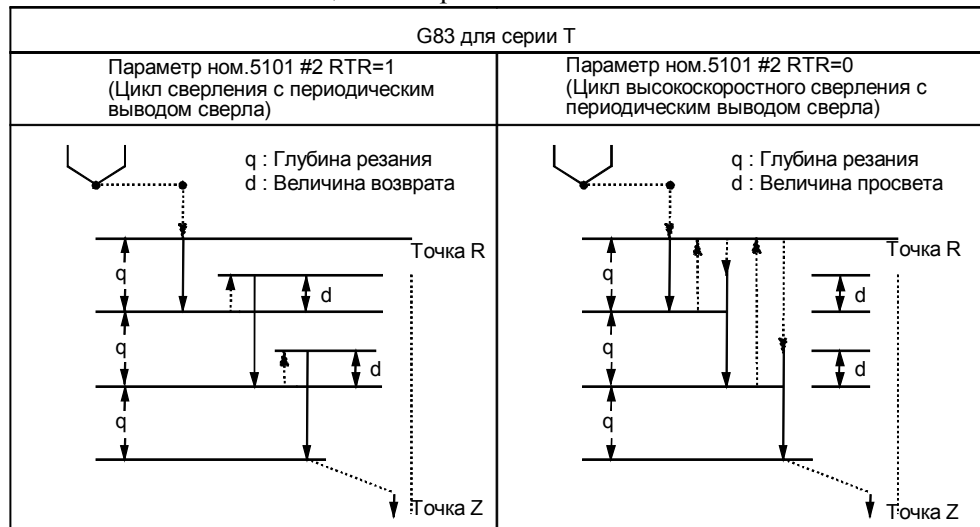 G83 для серии T
Параметр ном.5101 #2 RTR=1
(Цикл сверления с периодическим
выводом сверла)
Параметр ном.5101 #2 RTR=0
(Цикл высокоскоростного сверления с
периодическим выводом сверла)
q : Глубина резания
d : Величина возврата
Точка R
q
d
q
d
q
Точка Z
q : Глубина резания
d : Величина просвета
Точка R
q
d
q
d
q
Точка Z